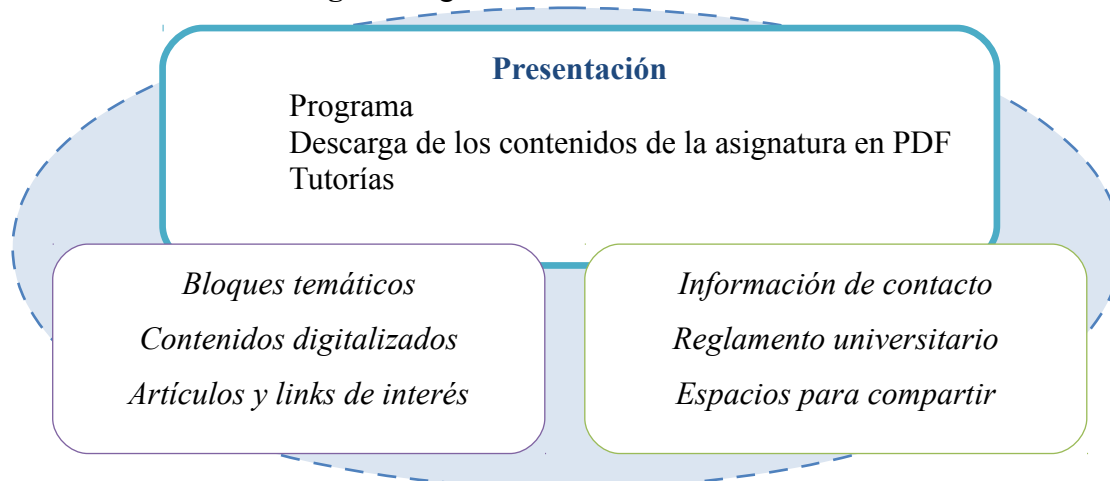 Presentación
Programa
Descarga de los contenidos de la asignatura en PDF
Tutorías
Bloques temáticos
Contenidos digitalizados
Artículos y links de interés
Información de contacto
Reglamento universitario
Espacios para compartir